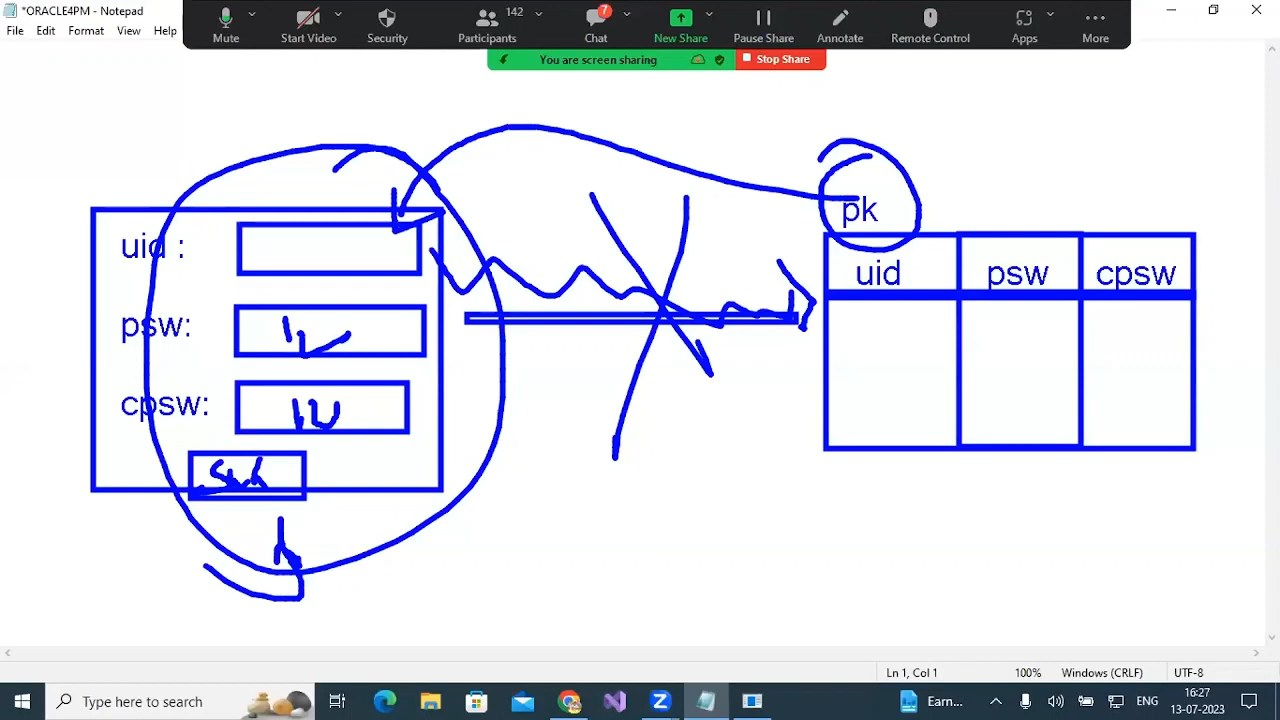 *ORACLE4PM - Notepad
File Edit Format View Help
Mute Start Video Security Participants 142 Chat 7 New Share Pause Share Annotate Remote Control Apps More
You are screen sharing Stop Share
pk
uid :
uid psw cpsw
psw:
cpsw:
Ln 1, Col 1 100% Windows (CRLF) UTF-8
Type here to search
Earn... ENG 16:27
13-07-2023